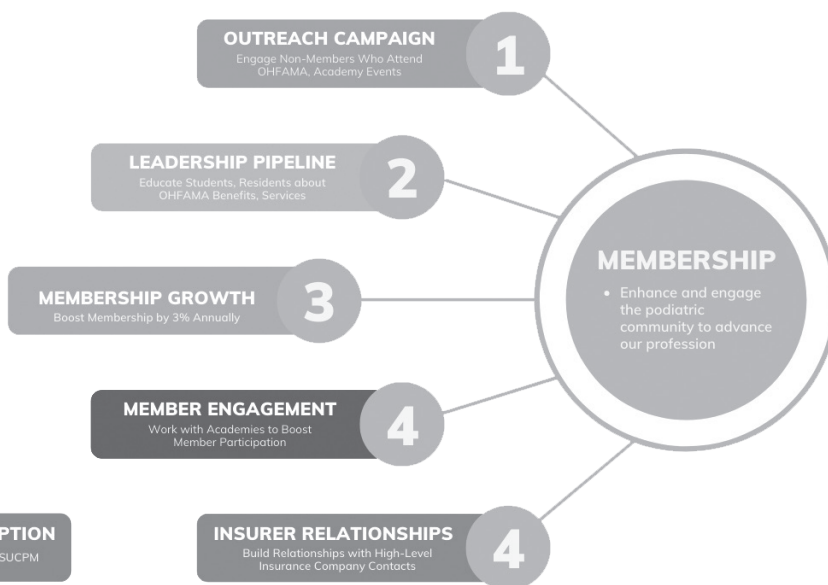 OUTREACH CAMPAIGN
Engage Non-Members Who Attend
OHFAMA, Academy Events
1
LEADERSHIP PIPELINE
Educate Students, Residents about
OHFAMA Benefits, Services
2
MEMBERSHIP GROWTH
Boost Membership by 3% Annually
3
MEMBER ENGAGEMENT
Work with Academies to Boost
Member Participation
4
INSURER RELATIONSHIPS
Build Relationships with High-Level
Insurance Company Contacts
4
MEMBERSHIP
• Enhance and engage
the podiatric
community to advance
our profession
PTION
SUCPM